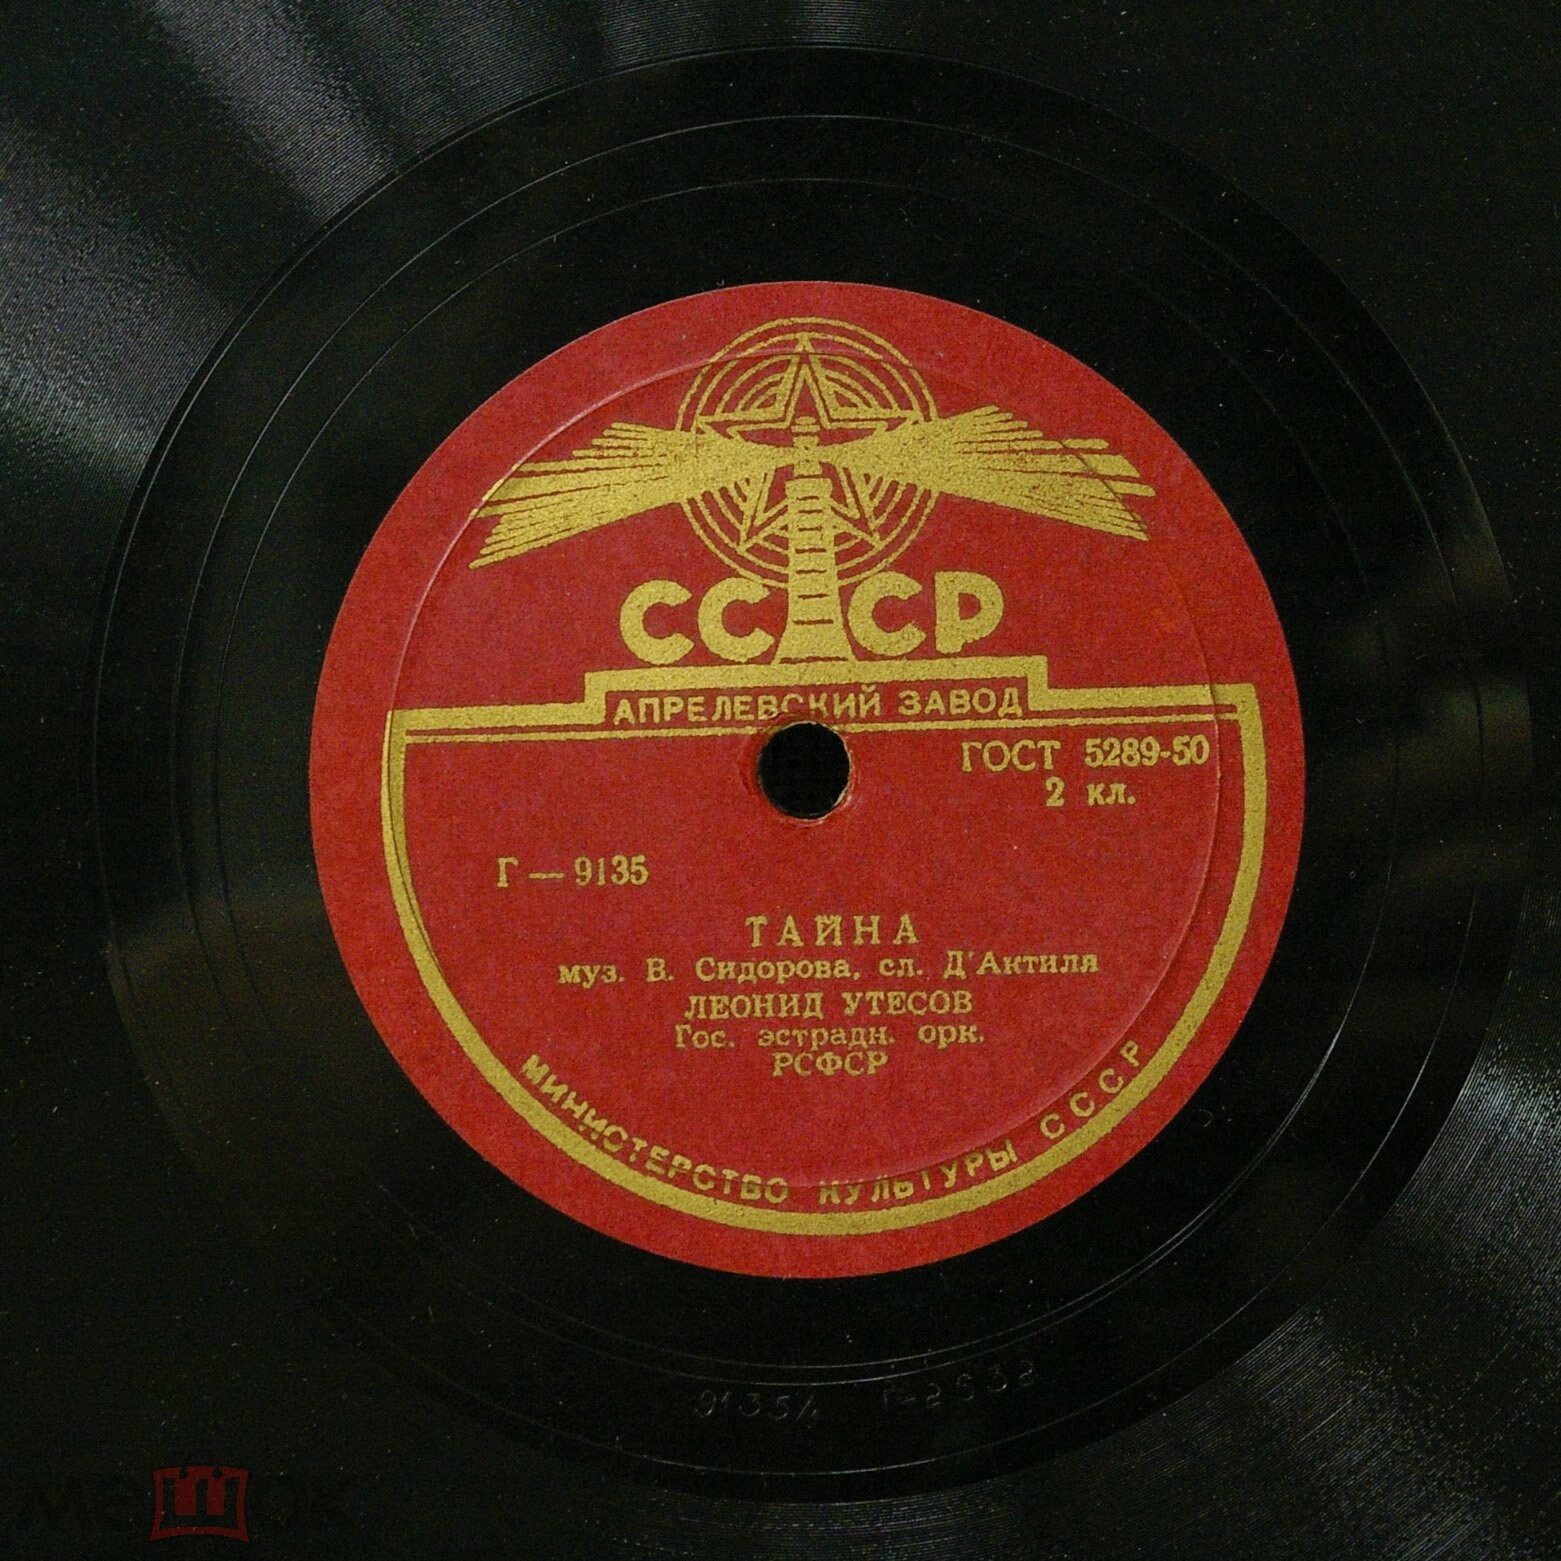 СССР
АПРЕЛЕВСКИЙ ЗАВОД
ГОСТ 5289-50
2 кл.
Г — 9135
ТАЙНА
муз. В. Сидорова, сл. Д'Актиля
ЛЕОНИД УТЕСОВ
Гос. эстрадн. орк.
РСФСР
МИНИСТЕРСТВО КУЛЬТУРЫ СССР
мешок